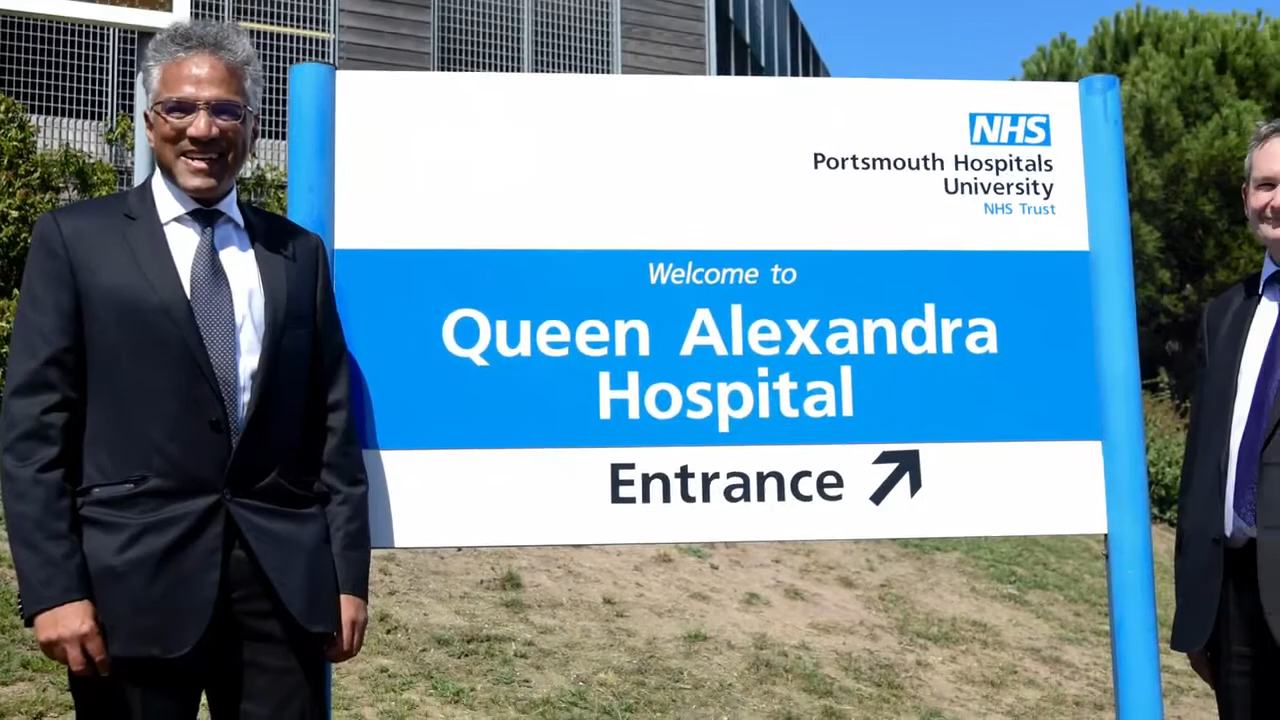 NHS
Portsmouth Hospitals
University
NHS Trust
Welcome to
Queen Alexandra
Hospital
Entrance